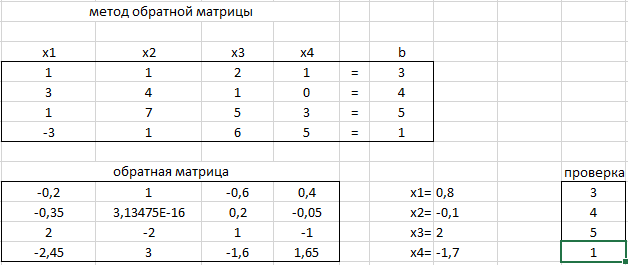 метод обратной матрицы
x1 x2 x3 x4 b
1 1 2 1 = 3
3 4 1 0 = 4
1 7 5 3 = 5
-3 1 6 5 = 1
обратная матрица проверка
-0,2 1 -0,6 0,4 x1= 0,8 3
-0,35 3,13475E-16 0,2 -0,05 x2= -0,1 4
2 -2 1 -1 x3= 2 5
-2,45 3 -1,6 1,65 x4= -1,7 1